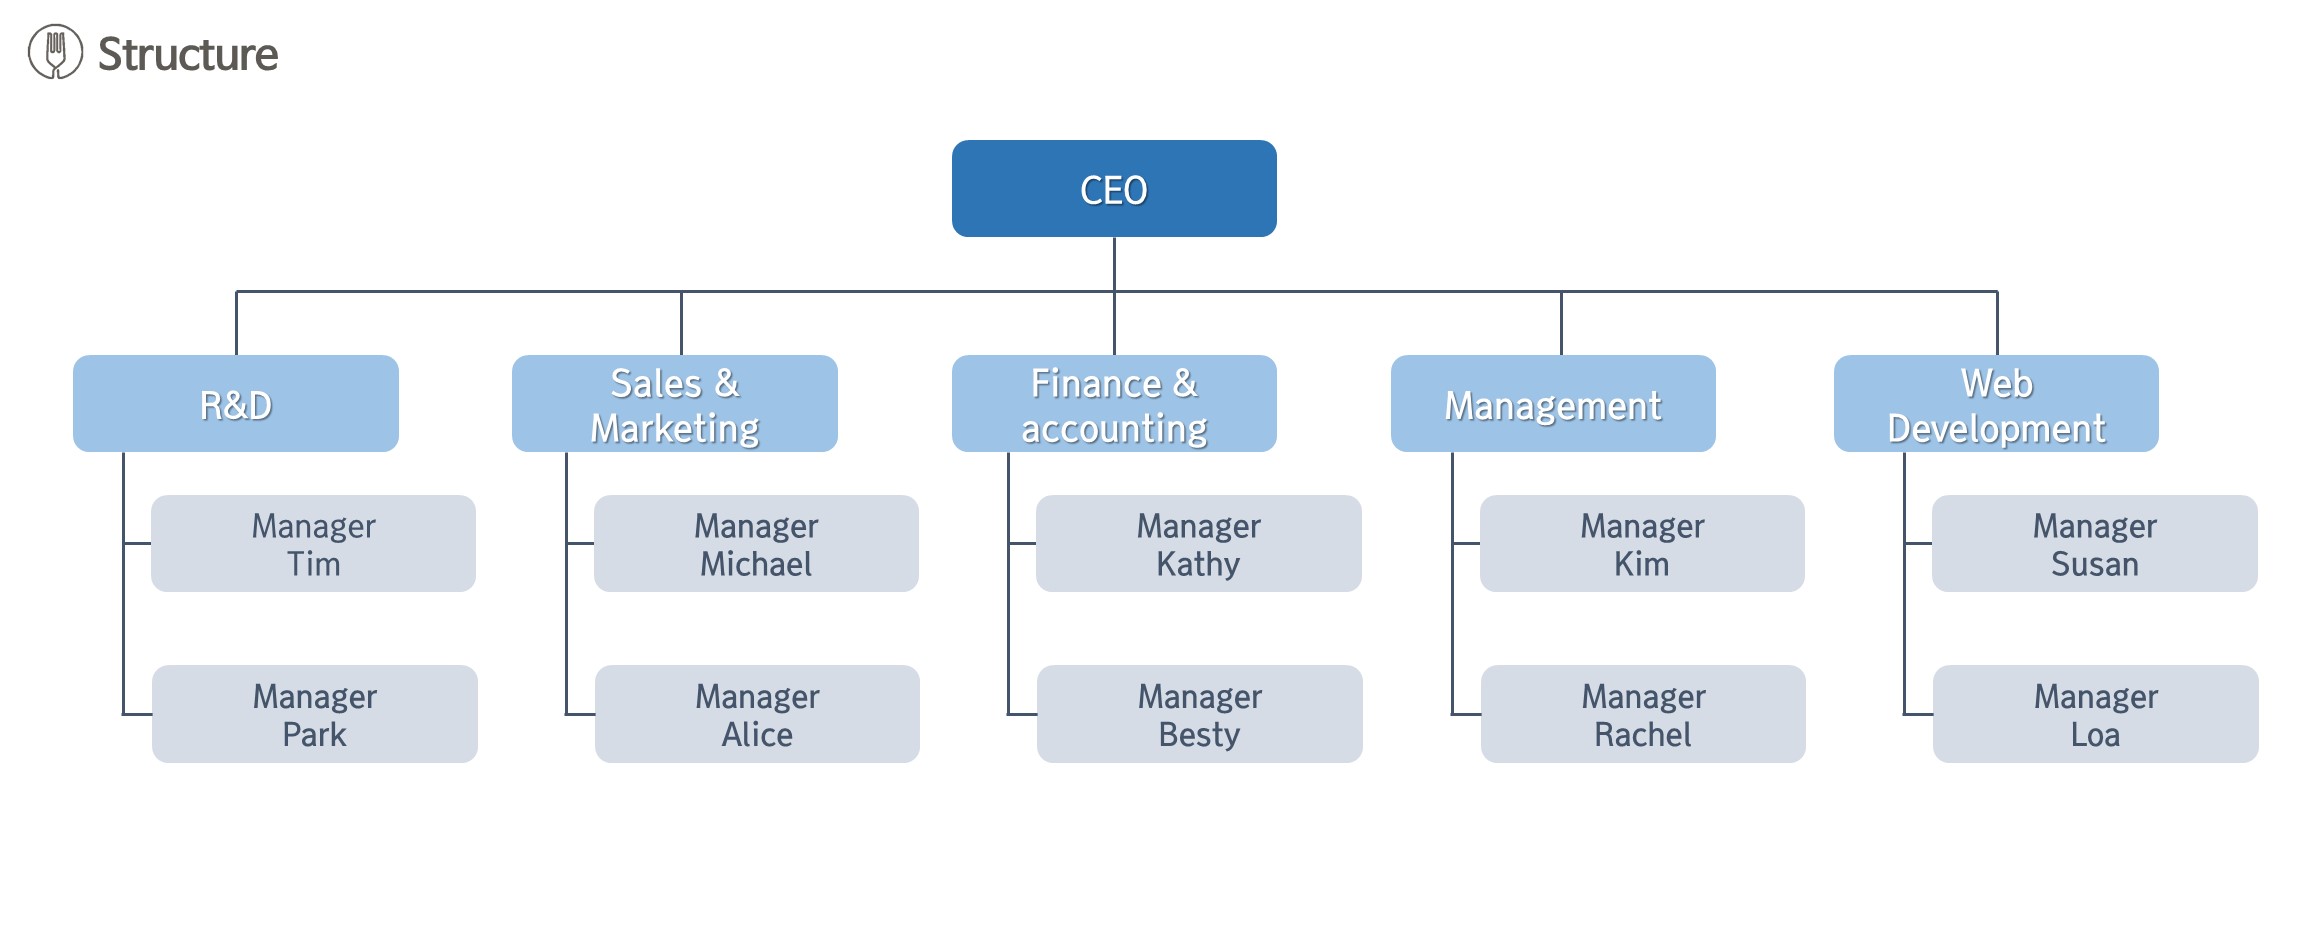 Structure
CEO
R&D
Sales &
Marketing
Finance &
accounting
Management
Web
Development
Manager
Tim
Manager
Michael
Manager
Kathy
Manager
Kim
Manager
Susan
Manager
Park
Manager
Alice
Manager
Besty
Manager
Rachel
Manager
Loa